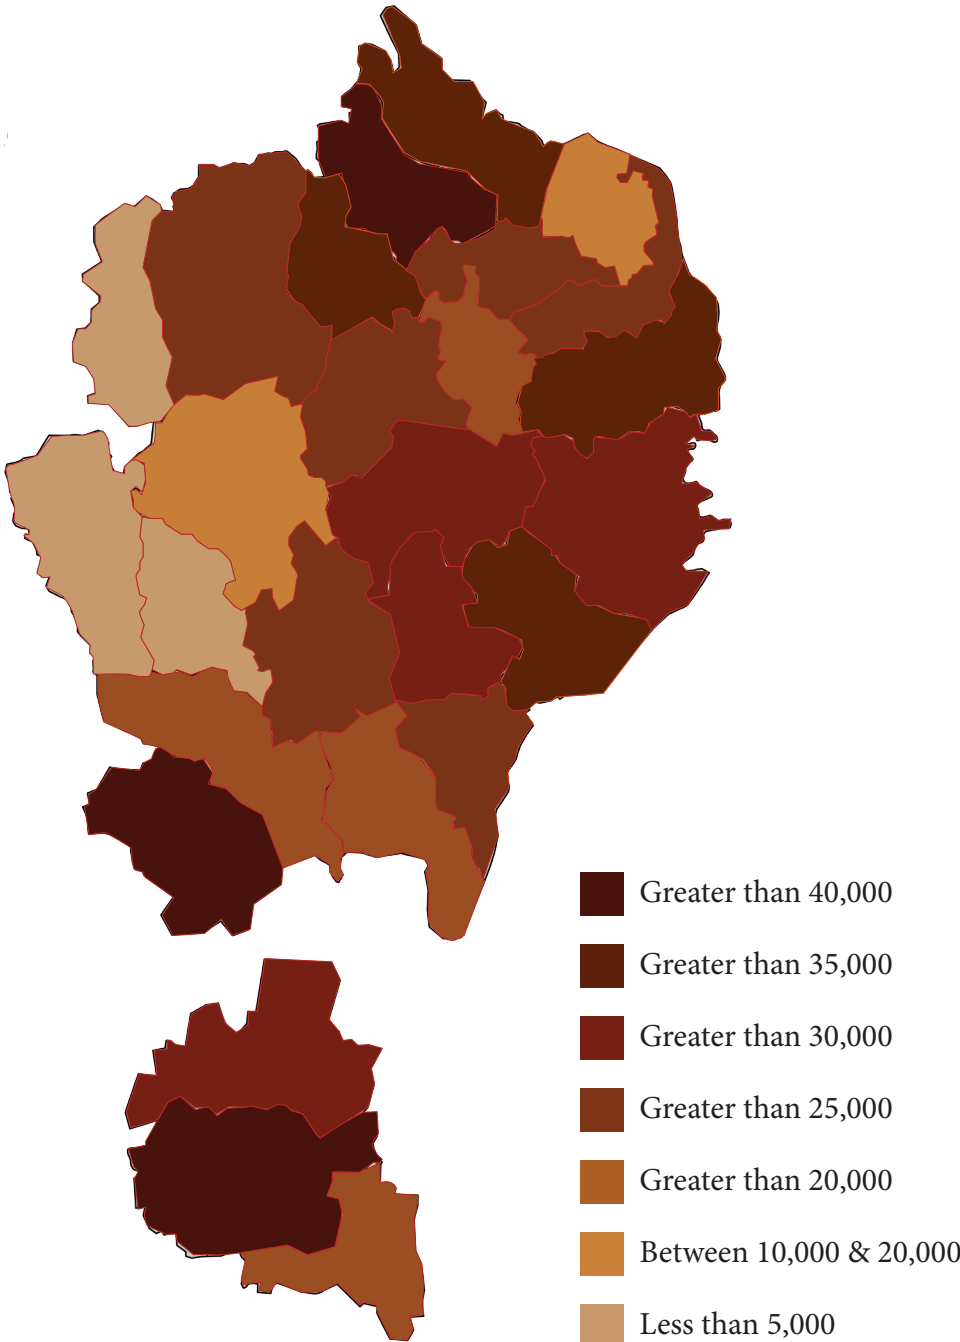 Greater than 40,000
Greater than 35,000
Greater than 30,000
Greater than 25,000
Greater than 20,000
Between 10,000 & 20,000
Less than 5,000